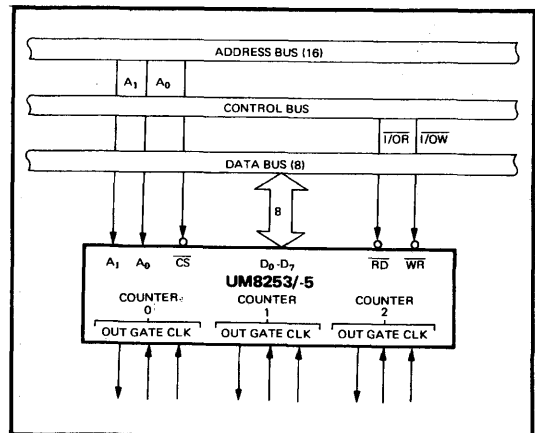 ADDRESS BUS (16)
A1 A0
CONTROL BUS
I/OR I/OW
DATA BUS (8)
8
A1 A0 CS D0-D7 RD WR
UM8253/-5
COUNTER COUNTER COUNTER
0 1 2
OUT GATE CLK OUT GATE CLK OUT GATE CLK